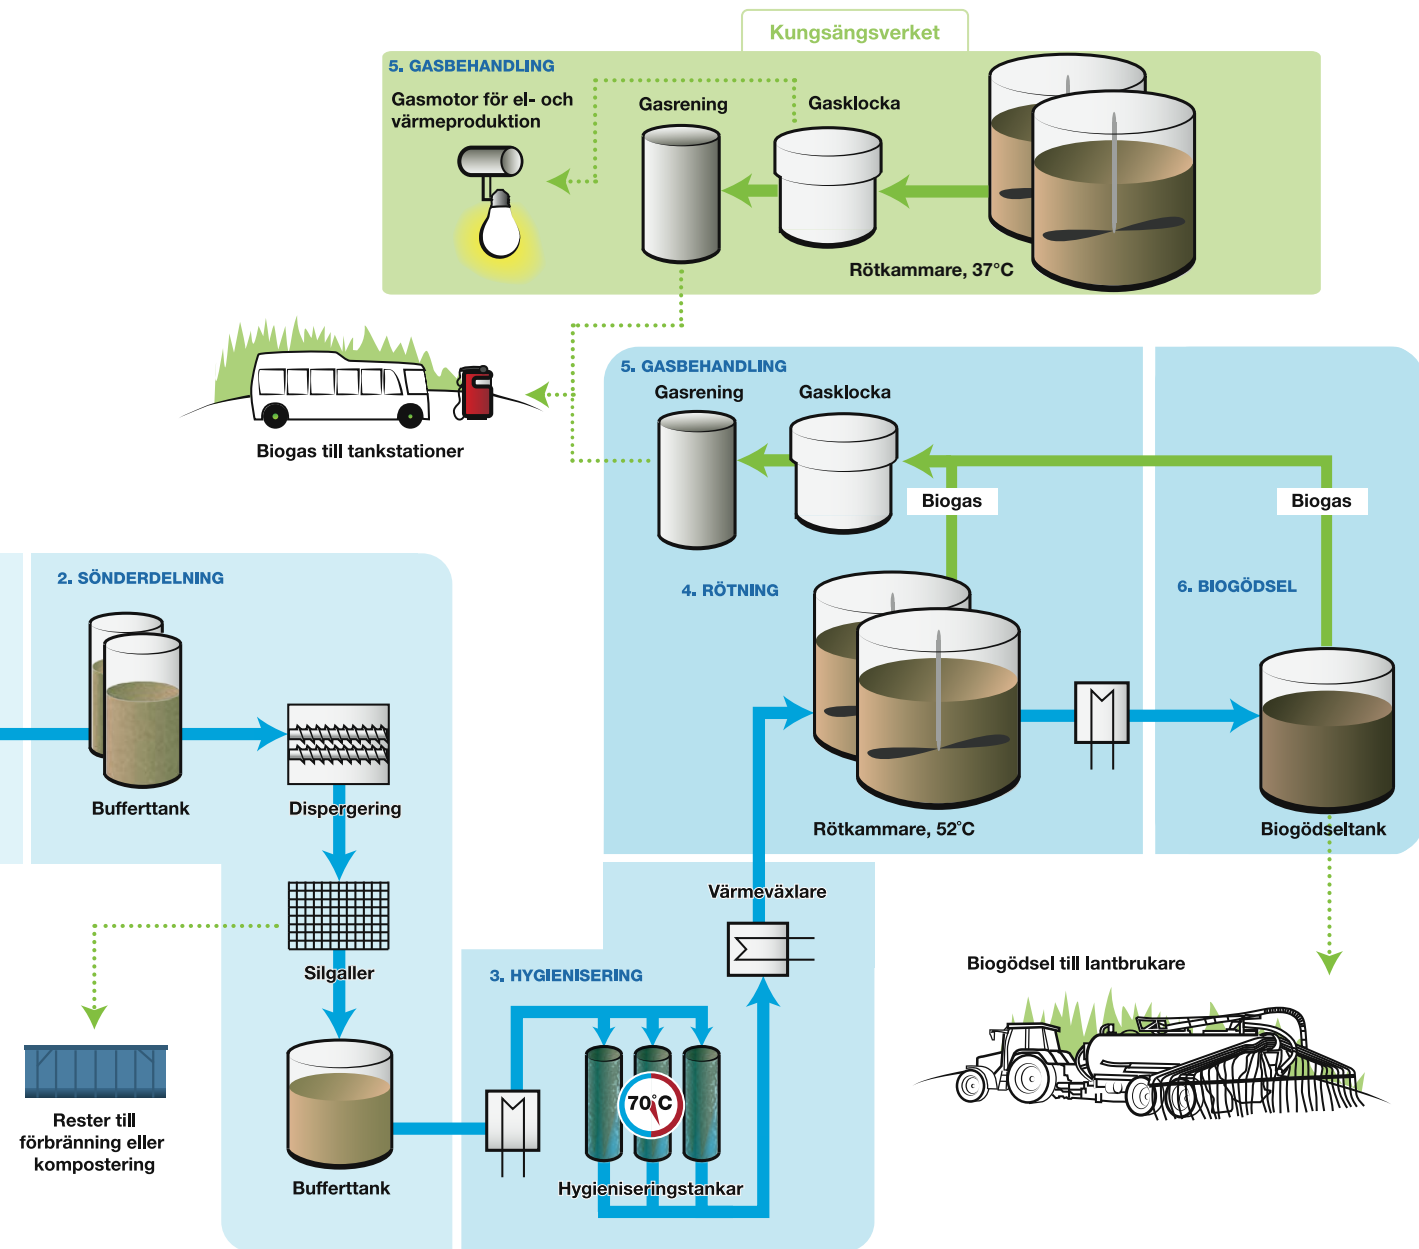 Kungsängsverket
5. GASBEHANDLING
Gasmotor för el- och
värmeproduktion
Gasrening
Gasklocka
Rötkammare, 37°C
Biogas till tankstationer
5. GASBEHANDLING
Gasrening
Gasklocka
Biogas
Biogas
2. SÖNDERDELNING
4. RÖTNING
6. BIOGÖDSEL
Bufferttank
Dispergering
Rötkammare, 52°C
Biogödseltank
Värmeväxlare
Silgaller
3. HYGIENISERING
Biogödsel till lantbrukare
70°C
Rester till
förbränning eller
kompostering
Bufferttank
Hygieniseringstankar